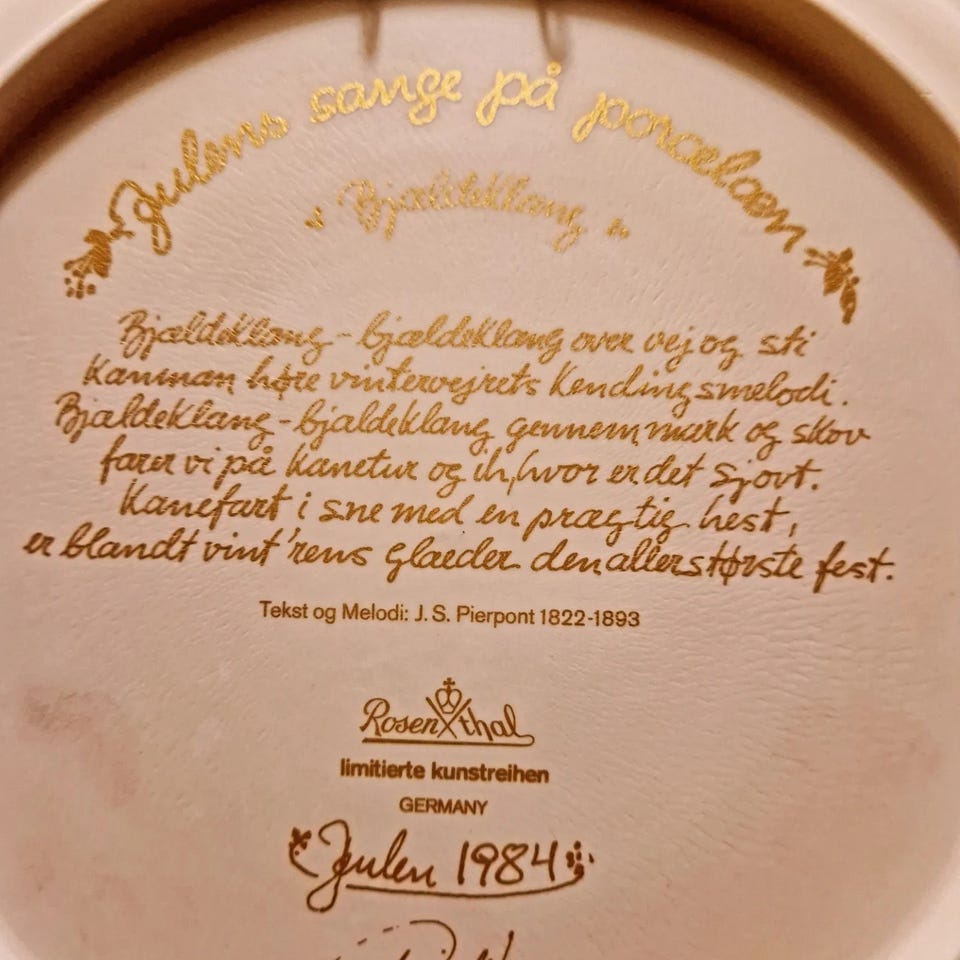 Julens sange på porcelæn
Bjældeklang
Bjældeklang - bjældeklang over vej og sti
kan man høre vintervejrets kendingsmelodi.
Bjældeklang - bjældeklang gennem mark og skov
farer vi på kanetur og ih, hvor er det sjovt.
Kanefart i sne med en prægtig hest,
er blandt vint'rens glæder den allerstørste fest.
Tekst og Melodi: J. S. Pierpont 1822-1893
Rosenthal
limitierte kunstreihen
GERMANY
Julen 1984